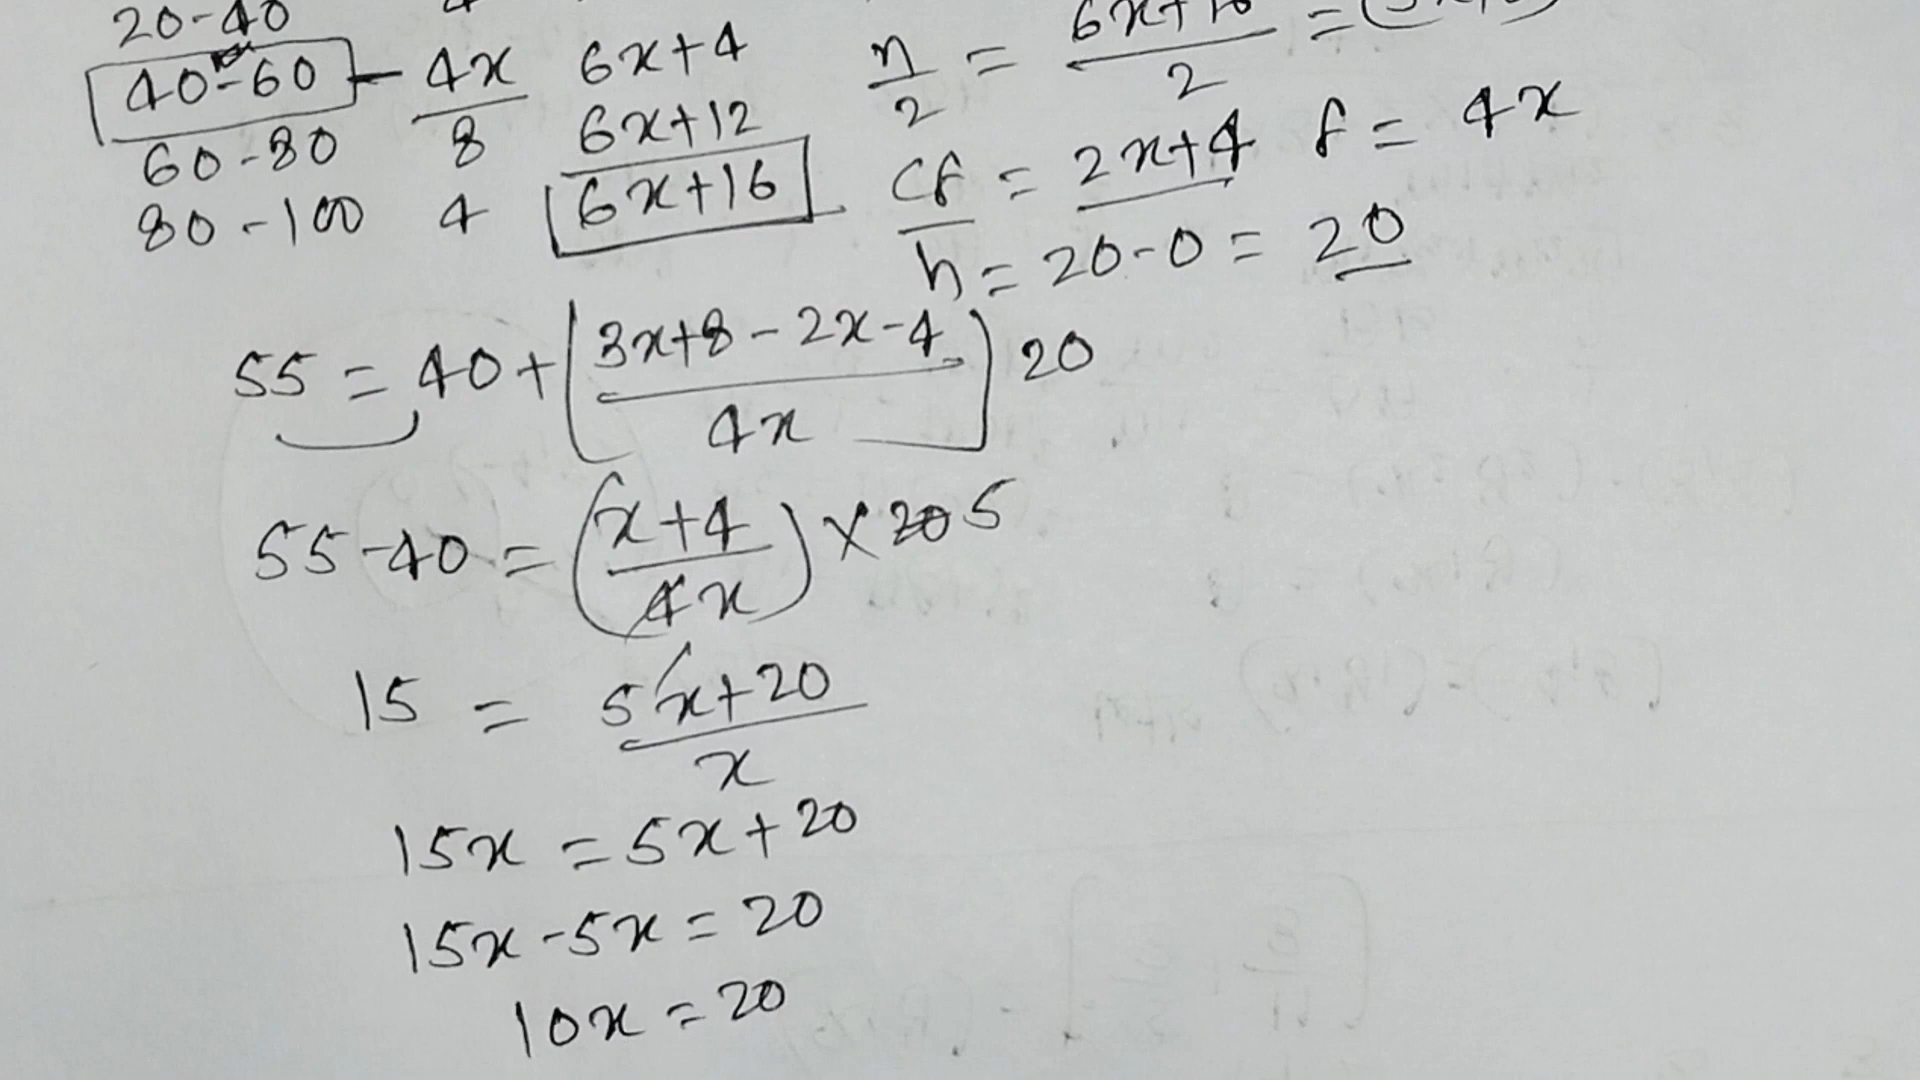 20-40
40-60 - 4x 6x+4 n/2 = 6x+16/2 =
60-80 8 6x+12 cf = 2x+4 f = 4x
80-100 4 6x+16 h = 20-0 = 20
55 = 40 + (3x+8-2x-4/4x) 20
55-40 = (x+4/4x) × 20 5
15 = 5x+20/x
15x = 5x+20
15x-5x = 20
10x = 20